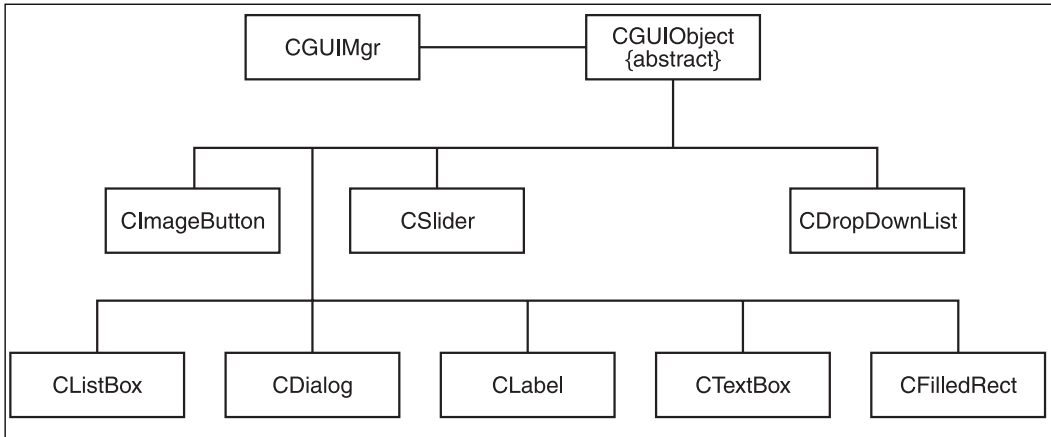 CGUIMgr
CGUIObject
{abstract}
CImageButton
CSlider
CDropDownList
CListBox
CDialog
CLabel
CTextBox
CFilledRect